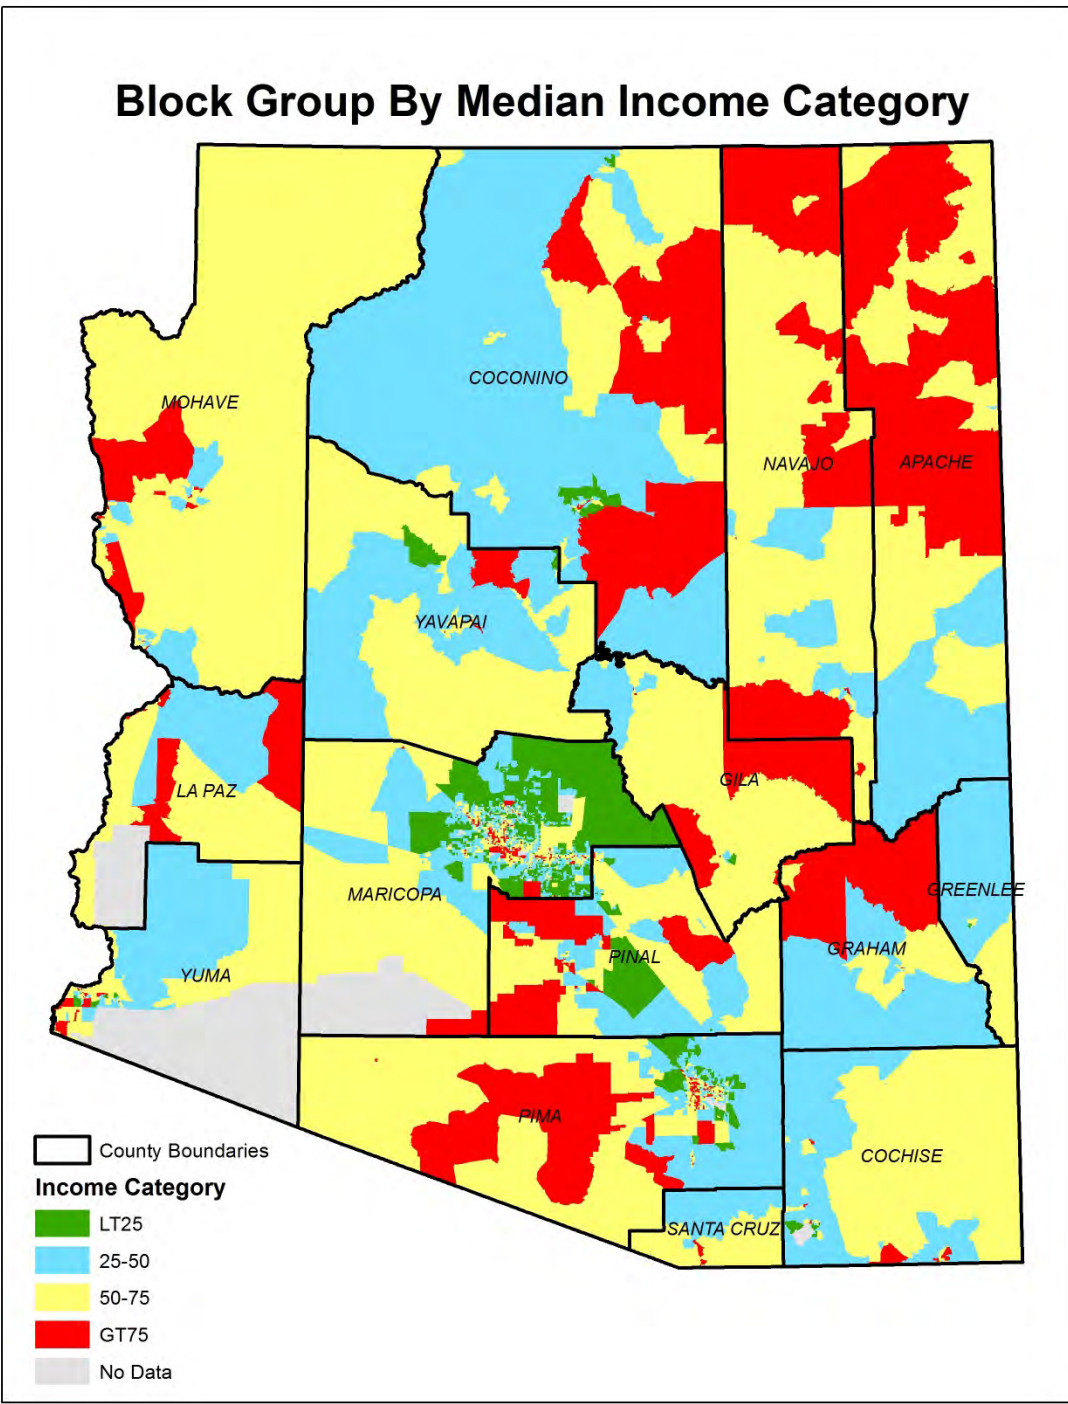 Block Group By Median Income Category
COCONINO
MOHAVE
NAVAJO
APACHE
YAVAPAI
GILA
LA PAZ
MARICOPA
GREENLEE
GRAHAM
PINAL
YUMA
PIMA
COCHISE
SANTA CRUZ
County Boundaries
Income Category
LT25
25-50
50-75
GT75
No Data